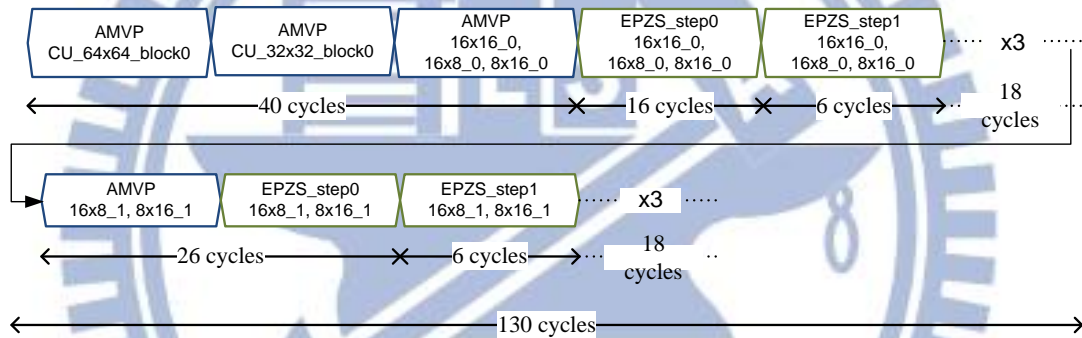 AMVP
CU_64x64_block0
AMVP
CU_32x32_block0
AMVP
16x16_0,
16x8_0, 8x16_0
EPZS_step0
16x16_0,
16x8_0, 8x16_0
EPZS_step1
16x16_0,
16x8_0, 8x16_0
x3
40 cycles
16 cycles
6 cycles
18
cycles
AMVP
16x8_1, 8x16_1
EPZS_step0
16x8_1, 8x16_1
EPZS_step1
16x8_1, 8x16_1
x3
26 cycles
6 cycles
18
cycles
130 cycles